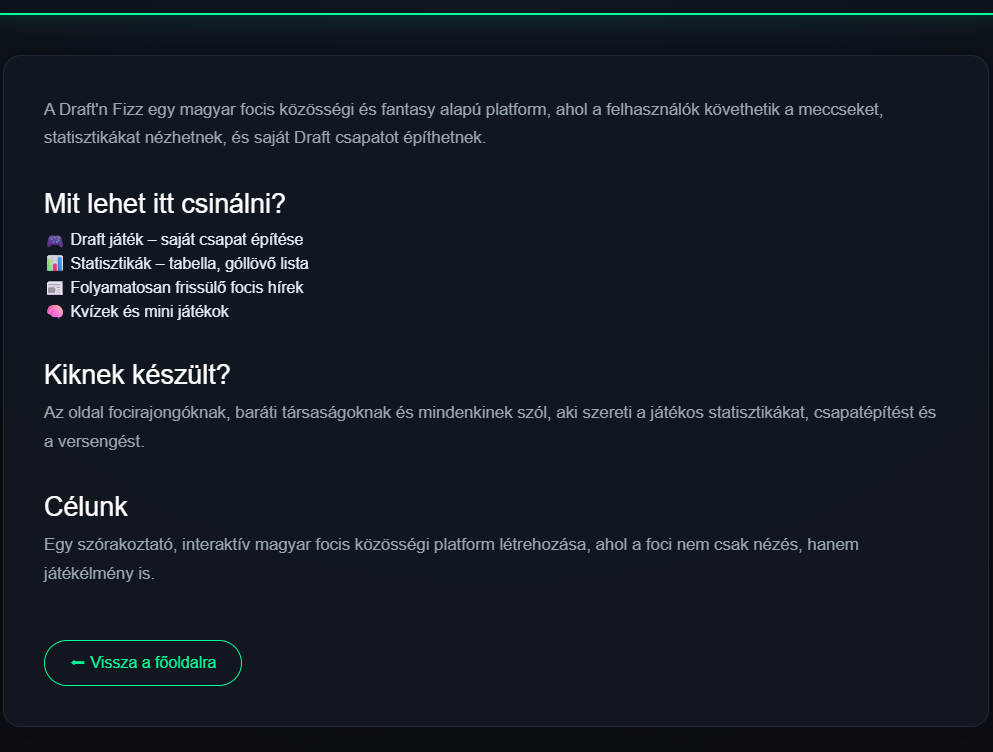 A Draft'n Fizz egy magyar focis közösségi és fantasy alapú platform, ahol a felhasználók követhetik a meccseket,
statisztikákat nézhetnek, és saját Draft csapatot építhetnek.
Mit lehet itt csinálni?
🎮 Draft játék – saját csapat építése
📊 Statisztikák – tabella, góllövő lista
📰 Folyamatosan frissülő focis hírek
🧠 Kvízek és mini játékok
Kiknek készült?
Az oldal focirajongóknak, baráti társaságoknak és mindenkinek szól, aki szereti a játékos statisztikákat, csapatépítést és
a versengést.
Célunk
Egy szórakoztató, interaktív magyar focis közösségi platform létrehozása, ahol a foci nem csak nézés, hanem
játékélmény is.
⬅ Vissza a főoldalra